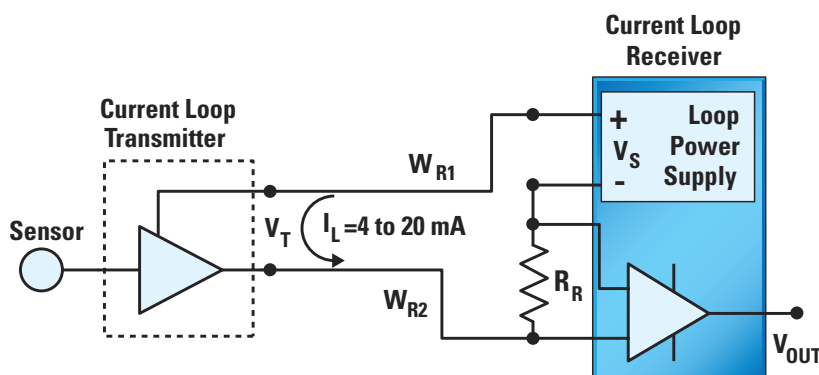 Current Loop
Receiver
Current Loop
Transmitter
+
Loop
V_S
Power
-
Supply
W_R1
Sensor
V_T
I_L =4 to 20 mA
R_R
W_R2
V_OUT